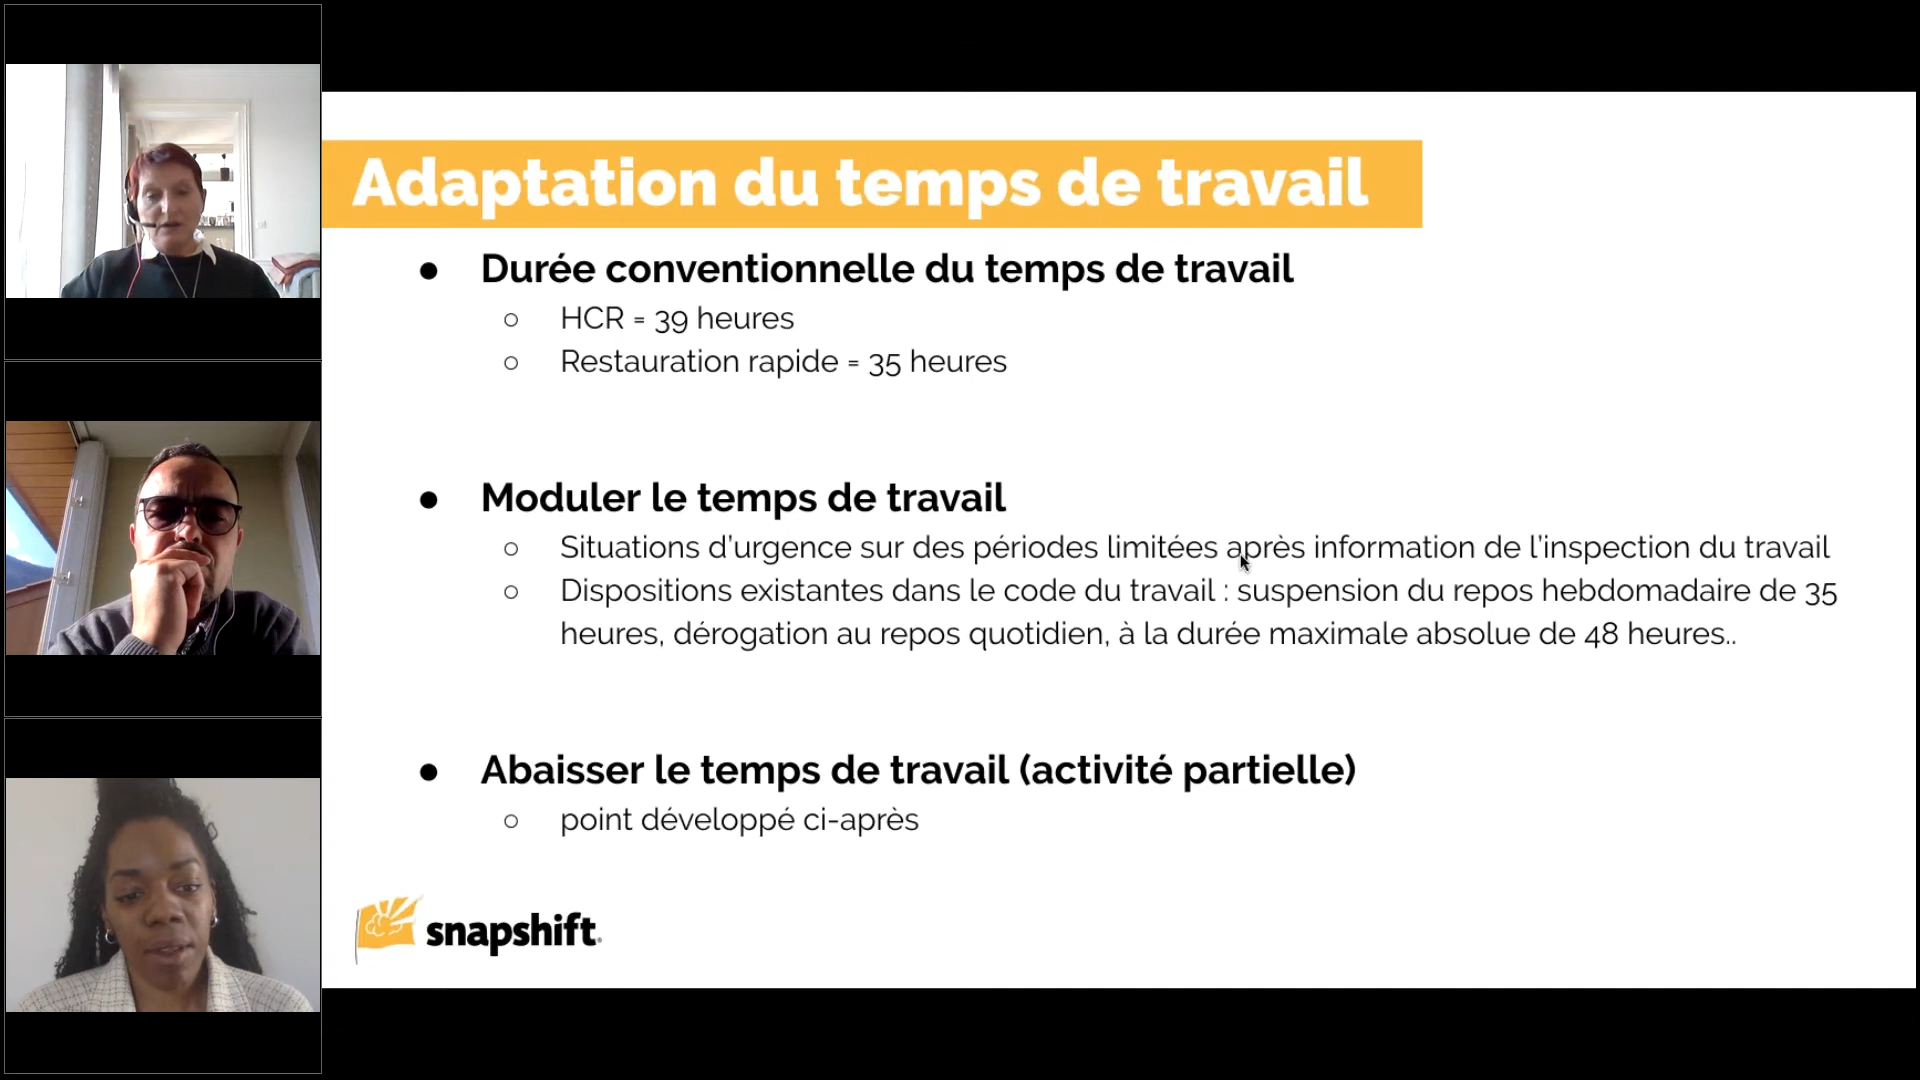 Adaptation du temps de travail
● Durée conventionnelle du temps de travail
○ HCR = 39 heures
○ Restauration rapide = 35 heures
● Moduler le temps de travail
○ Situations d’urgence sur des périodes limitées après information de l’inspection du travail
○ Dispositions existantes dans le code du travail : suspension du repos hebdomadaire de 35
heures, dérogation au repos quotidien, à la durée maximale absolue de 48 heures..
● Abaisser le temps de travail (activité partielle)
○ point développé ci-après
snapshift